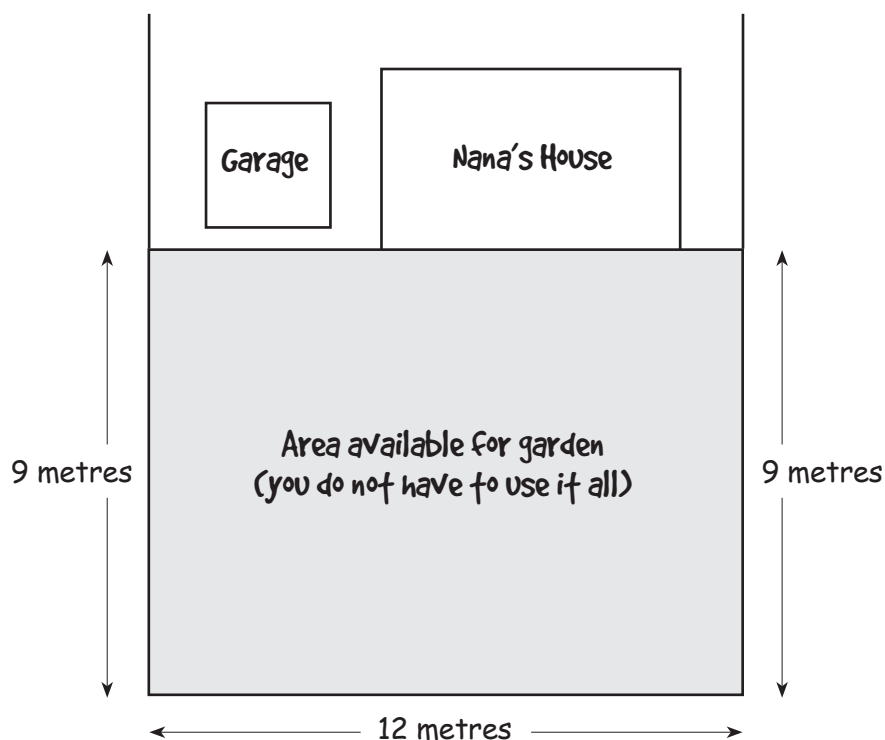 Garage
Nana's House
Area available for garden
(you do not have to use it all)
9 metres
9 metres
12 metres